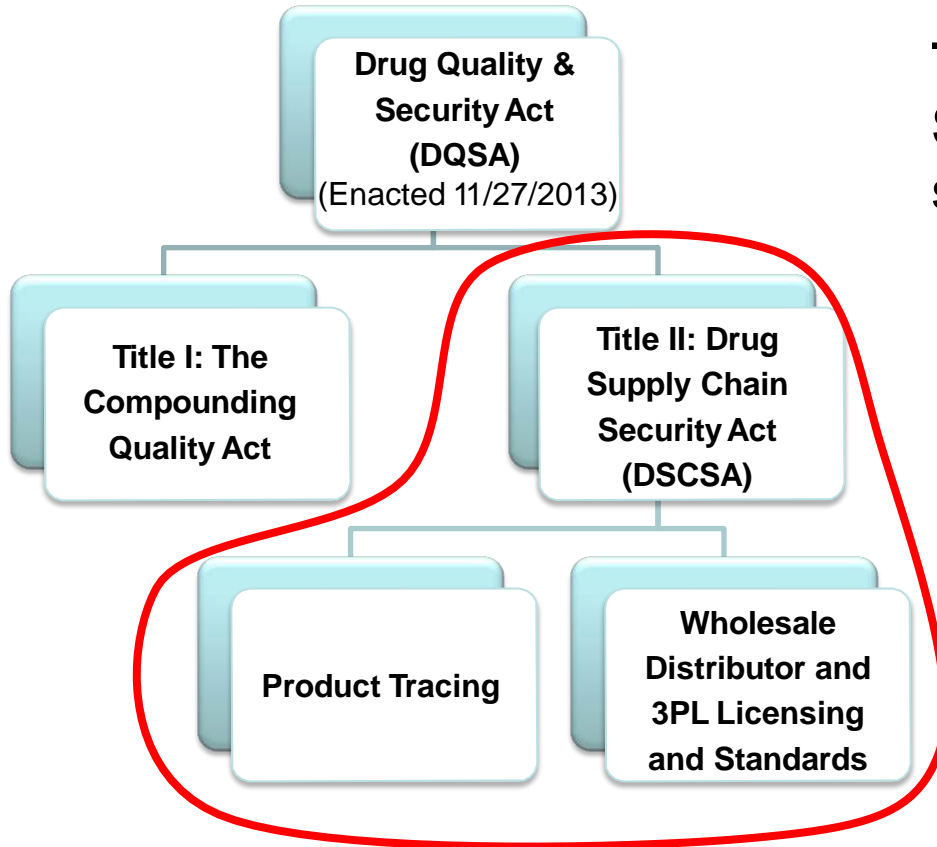 Drug Quality &
Security Act
(DQSA)
(Enacted 11/27/2013)
Title I: The
Compounding
Quality Act
Title II: Drug
Supply Chain
Security Act
(DSCSA)
Product Tracing
Wholesale
Distributor and
3PL Licensing
and Standards